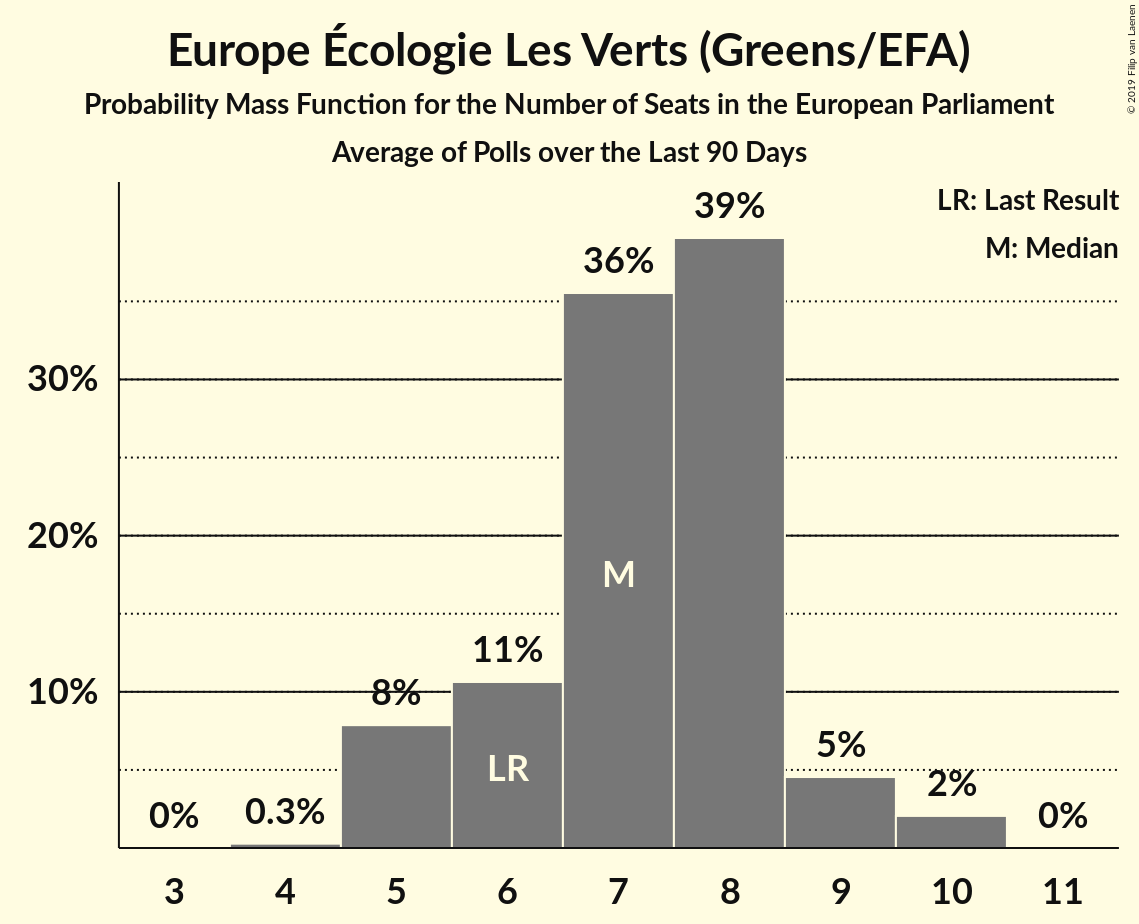 Europe Écologie Les Verts (Greens/EFA)
Probability Mass Function for the Number of Seats in the European Parliament
Average of Polls over the Last 90 Days
© 2019 Filip van Laenen
LR: Last Result
M: Median
39%
36%
30%
20%
M
11%
10%
8%
LR
5%
2%
0%
0.3%
0%
3 4 5 6 7 8 9 10 11